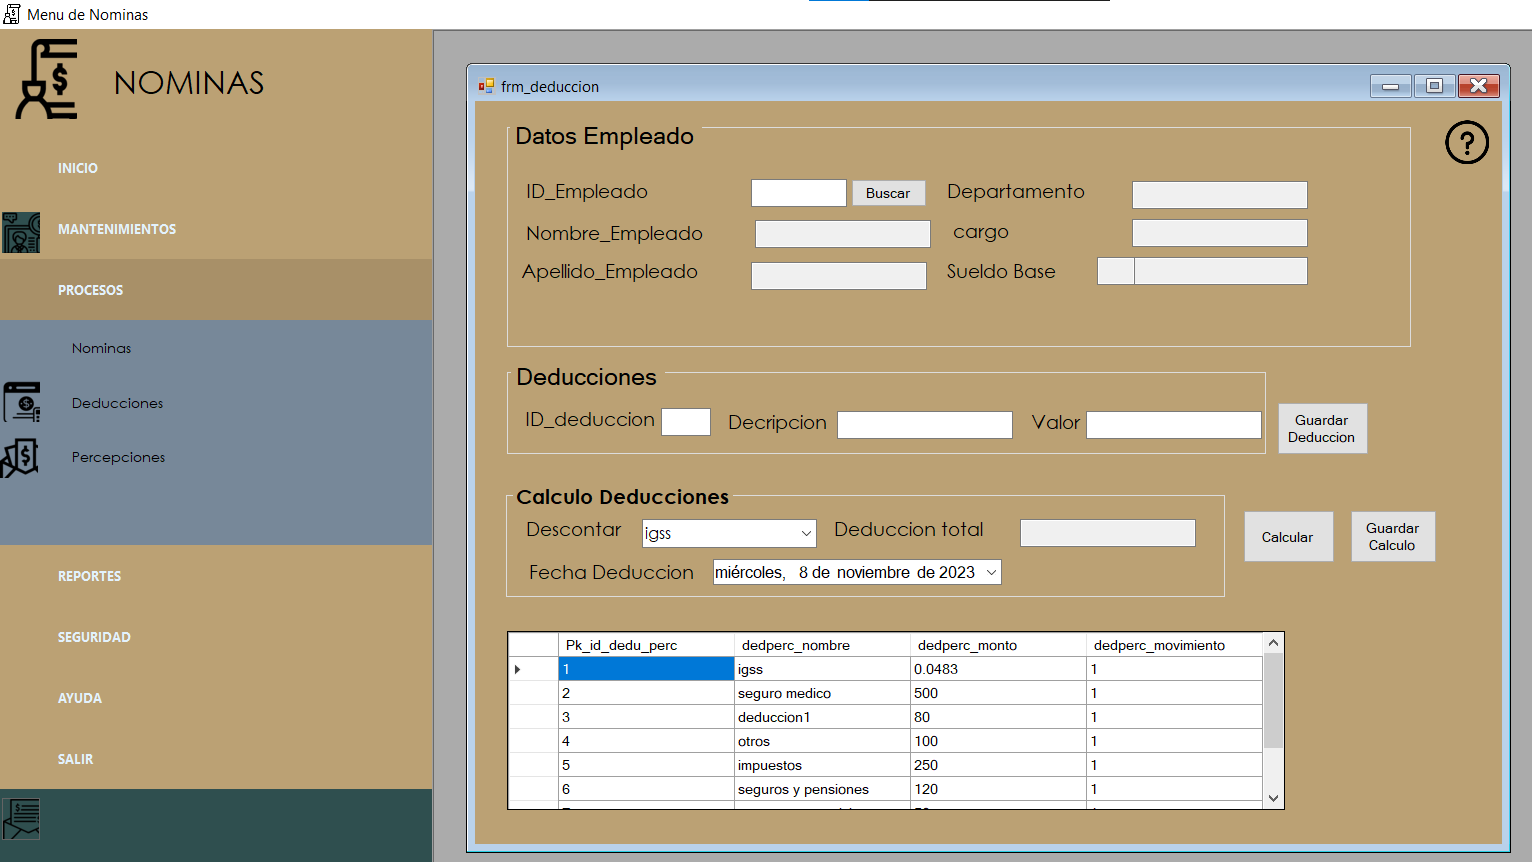 Menu de Nominas
NOMINAS
INICIO
MANTENIMIENTOS
PROCESOS
Nominas
Deducciones
Percepciones
REPORTES
SEGURIDAD
AYUDA
SALIR
frm_deduccion
Datos Empleado
?
ID_Empleado Buscar Departamento
Nombre_Empleado cargo
Apellido_Empleado Sueldo Base
Deducciones
ID_deduccion Decripcion Valor
Guardar
Deduccion
Calculo Deducciones
Descontar igss Deduccion total
Calcular
Guardar
Calculo
Fecha Deduccion miércoles, 8 de noviembre de 2023
Pk_id_dedu_perc dedperc_nombre dedperc_monto dedperc_movimiento
1 igss 0.0483 1
2 seguro medico 500 1
3 deduccion1 80 1
4 otros 100 1
5 impuestos 250 1
6 seguros y pensiones 120 1